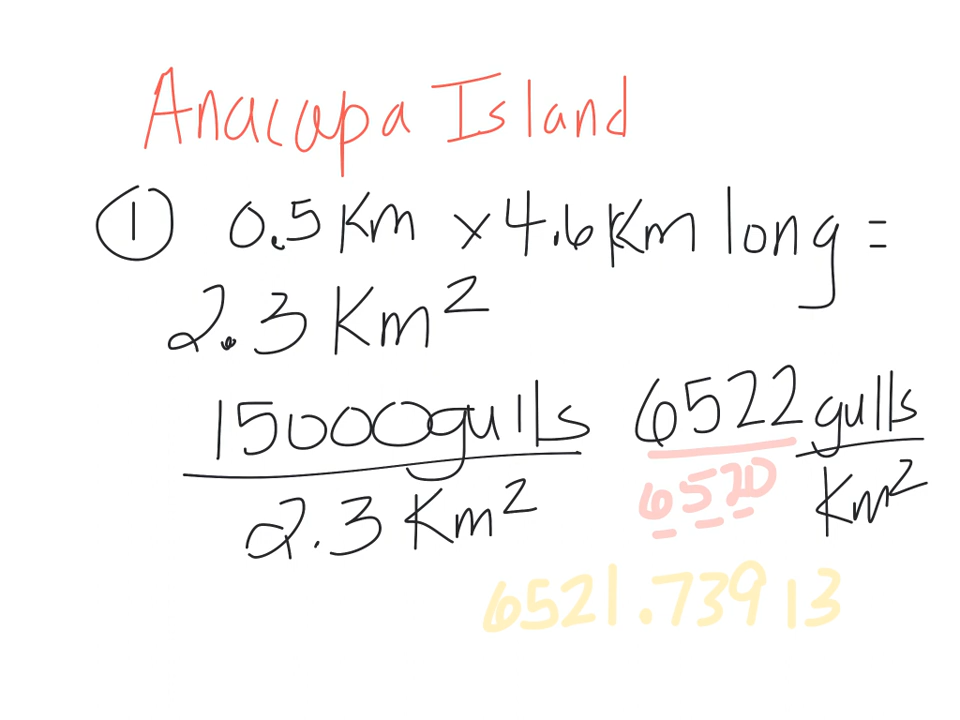 Anacapa Island
① 0.5 Km x 4.6 Km long =
2.3 Km²
15000 gulls 6522 gulls
2.3 Km² 6520 Km²
6521.73913